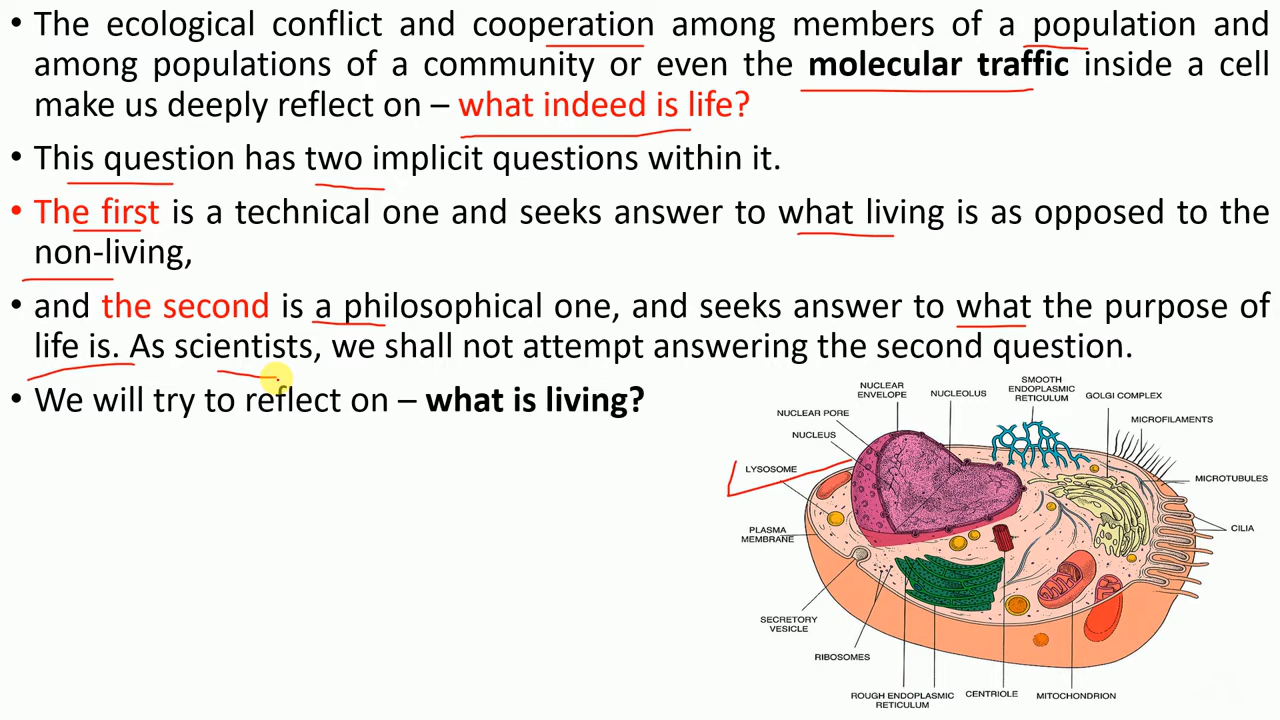 • The ecological conflict and cooperation among members of a population and
among populations of a community or even the molecular traffic inside a cell
make us deeply reflect on – what indeed is life?
• This question has two implicit questions within it.
• The first is a technical one and seeks answer to what living is as opposed to the
non-living,
• and the second is a philosophical one, and seeks answer to what the purpose of
life is. As scientists, we shall not attempt answering the second question.
• We will try to reflect on – what is living?
NUCLEAR
ENVELOPE
NUCLEOLUS
SMOOTH
ENDOPLASMIC
RETICULUM
GOLGI COMPLEX
NUCLEAR PORE
MICROFILAMENTS
NUCLEUS
LYSOSOME
MICROTUBULES
PLASMA
MEMBRANE
CILIA
SECRETORY
VESICLE
RIBOSOMES
ROUGH ENDOPLASMIC
RETICULUM
CENTRIOLE
MITOCHONDRION